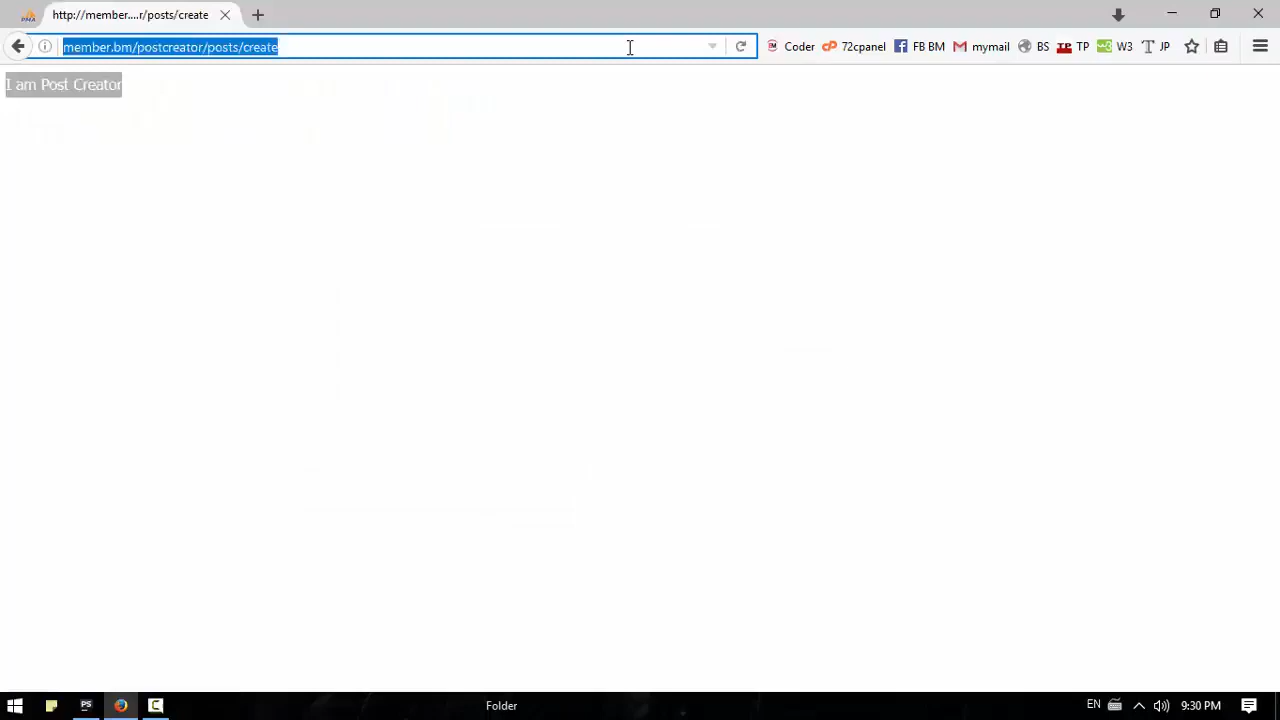 http://member....r/posts/create
member.bm/postcreator/posts/create
Coder
72cpanel
FB BM
mymail
BS
TP
W3
JP
I am Post Creator
PS
Folder
EN
9:30 PM